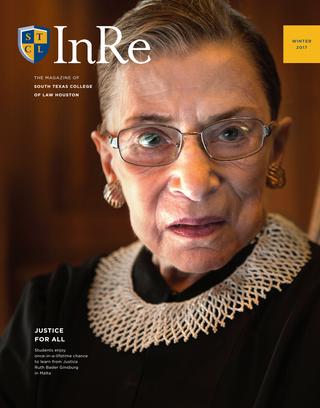 S T
C L
InRe
WINTER
2017
THE MAGAZINE OF
SOUTH TEXAS COLLEGE
OF LAW HOUSTON
JUSTICE
FOR ALL
Students enjoy
once-in-a-lifetime chance
to learn from Justice
Ruth Bader Ginsburg
in Malta